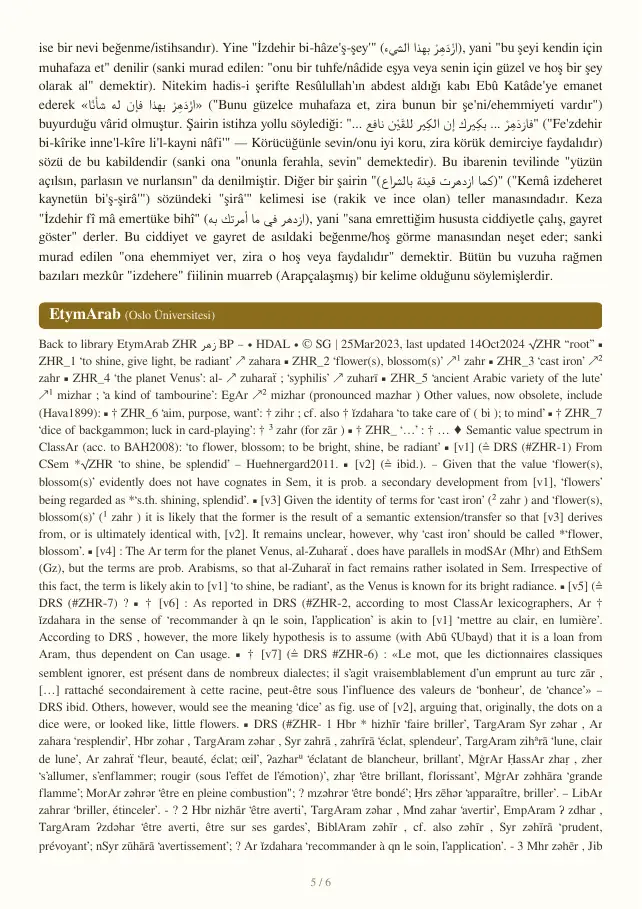 ise bir nevi beğenme/istihsandır). Yine "İzdehir bi-hâze'ş-şey'" (ازْدَهِرْ بهذا الشيء), yani "bu şeyi kendin için
muhafaza et" denilir (sanki murad edilen: "onu bir tuhfe/nâdide eşya veya senin için güzel ve hoş bir şey
olarak al" demektir). Nitekim hadis-i şerifte Resûlullah'ın abdest aldığı kabı Ebû Katâde'ye emanet
ederek «ازْدَهِرْ بهذا فإن له شأنًا» ("Bunu güzelce muhafaza et, zira bunun bir şe'ni/ehemmiyeti vardır")
buyurduğu vârid olmuştur. Şairin istihza yollu söylediği: "... فازدَهِرْ ... بكِيرك إن الكِير للقَيْن نافع" ("Fe'zdehir
bi-kîrike inne'l-kîre li'l-kayni nâfi'" — Körücüğünle sevin/onu iyi koru, zira körük demirciye faydalıdır)
sözü de bu kabildendir (sanki ona "onunla ferahla, sevin" demektedir). Bu ibarenin tevilinde "yüzün
açılsın, parlasın ve nurlansın" da denilmiştir. Diğer bir şairin "(كما ازدهرت قينة بالشراع)" ("Kemâ izdeheret
kaynetün bi'ş-şirâ'") sözündeki "şirâ'" kelimesi ise (rakik ve ince olan) teller manasındadır. Keza
"İzdehir fî mâ emertüke bihî" (ازدهر في ما أمرتك به), yani "sana emrettiğim hususta ciddiyetle çalış, gayret
göster" derler. Bu ciddiyet ve gayret de asıldaki beğenme/hoş görme manasından neşet eder; sanki
murad edilen "ona ehemmiyet ver, zira o hoş veya faydalıdır" demektir. Bütün bu vuzuha rağmen
bazıları mezkûr "izdehere" fiilinin muarreb (Arapçalaşmış) bir kelime olduğunu söylemişlerdir.
EtymArab (Oslo Üniversitesi)
Back to library EtymArab ZHR زهر BP – • HDAL • © SG | 25Mar2023, last updated 14Oct2024 √ZHR “root” ▪
ZHR_1 ‘to shine, give light, be radiant’ ↗ zahara ▪ ZHR_2 ‘flower(s), blossom(s)’ ↗¹ zahr ▪ ZHR_3 ‘cast iron’ ↗²
zahr ▪ ZHR_4 ‘the planet Venus’: al- ↗ zuharaẗ ; ‘syphilis’ ↗ zuharī ▪ ZHR_5 ‘ancient Arabic variety of the lute’
↗¹ mizhar ; ‘a kind of tambourine’: EgAr ↗² mizhar (pronounced mazhar ) Other values, now obsolete, include
(Hava1899): ▪ † ZHR_6 ‘aim, purpose, want’: † zihr ; cf. also † ĭzdahara ‘to take care of ( bi ); to mind’ ▪ † ZHR_7
‘dice of backgammon; luck in card-playing’: † ³ zahr (for zār ) ▪ † ZHR_ ‘…’ : † … ♦ Semantic value spectrum in
ClassAr (acc. to BAH2008): ‘to flower, blossom; to be bright, shine, be radiant’ ▪ [v1] (≙ DRS (#ZHR-1) From
CSem *√ZHR ‘to shine, be splendid’ – Huehnergard2011. ▪ [v2] (≙ ibid.). – Given that the value ‘flower(s),
blossom(s)’ evidently does not have cognates in Sem, it is prob. a secondary development from [v1], ‘flowers’
being regarded as *‘s.th. shining, splendid’. ▪ [v3] Given the identity of terms for ‘cast iron’ (² zahr ) and ‘flower(s),
blossom(s)’ (¹ zahr ) it is likely that the former is the result of a semantic extension/transfer so that [v3] derives
from, or is ultimately identical with, [v2]. It remains unclear, however, why ‘cast iron’ should be called *‘flower,
blossom’. ▪ [v4] : The Ar term for the planet Venus, al-Zuharaẗ , does have parallels in modSAr (Mhr) and EthSem
(Gz), but the terms are prob. Arabisms, so that al-Zuharaẗ in fact remains rather isolated in Sem. Irrespective of
this fact, the term is likely akin to [v1] ‘to shine, be radiant’, as the Venus is known for its bright radiance. ▪ [v5] (≙
DRS (#ZHR-7) ? ▪ † [v6] : As reported in DRS (#ZHR-2, according to most ClassAr lexicographers, Ar †
ĭzdahara in the sense of ‘recommander à qn le soin, l’application’ is akin to [v1] ‘mettre au clair, en lumière’.
According to DRS , however, the more likely hypothesis is to assume (with Abū ʕUbayd) that it is a loan from
Aram, thus dependent on Can usage. ▪ † [v7] (≙ DRS #ZHR-6) : «Le mot, que les dictionnaires classiques
semblent ignorer, est présent dans de nombreux dialectes; il s’agit vraisemblablement d’un emprunt au turc zār ,
[…] rattaché secondairement à cette racine, peut-être sous l’influence des valeurs de ‘bonheur’, de ‘chance’» –
DRS ibid. Others, however, would see the meaning ‘dice’ as fig. use of [v2], arguing that, originally, the dots on a
dice were, or looked like, little flowers. ▪ DRS (#ZHR- 1 Hbr * hizhīr ‘faire briller’, TargAram Syr zəhar , Ar
zahara ‘resplendir’, Hbr zohar , TargAram zəhar , Syr zahrā , zahrīrā ‘éclat, splendeur’, TargAram zihᵃrā ‘lune, clair
de lune’, Ar zahraẗ ‘fleur, beauté, éclat; œil’, ʔazharᵘ ‘éclatant de blancheur, brillant’, MġrAr ḤassAr zhaṛ , zher
‘s’allumer, s’enflammer; rougir (sous l’effet de l’émotion)’, zhaṛ ‘être brillant, florissant’, MġrAr zəhhāra ‘grande
flamme’; MorAr zəhrər ‘être en pleine combustion"; ? mzəhrər ‘être bondé’; Ḥrs zēhər ‘apparaître, briller’. – LibAr
zahrar ‘briller, étinceler’. - ? 2 Hbr nizhār ‘être averti’, TargAram zəhar , Mnd zahar ‘avertir’, EmpAram ʔ zdhar ,
TargAram ʔzdəhar ‘être averti, être sur ses gardes’, BiblAram zəhīr , cf. also zəhīr , Syr zəhīrā ‘prudent,
prévoyant’; nSyr zūhārā ‘avertissement’; ? Ar ĭzdahara ‘recommander à qn le soin, l’application’. - 3 Mhr zəhēr , Jib
5 / 6